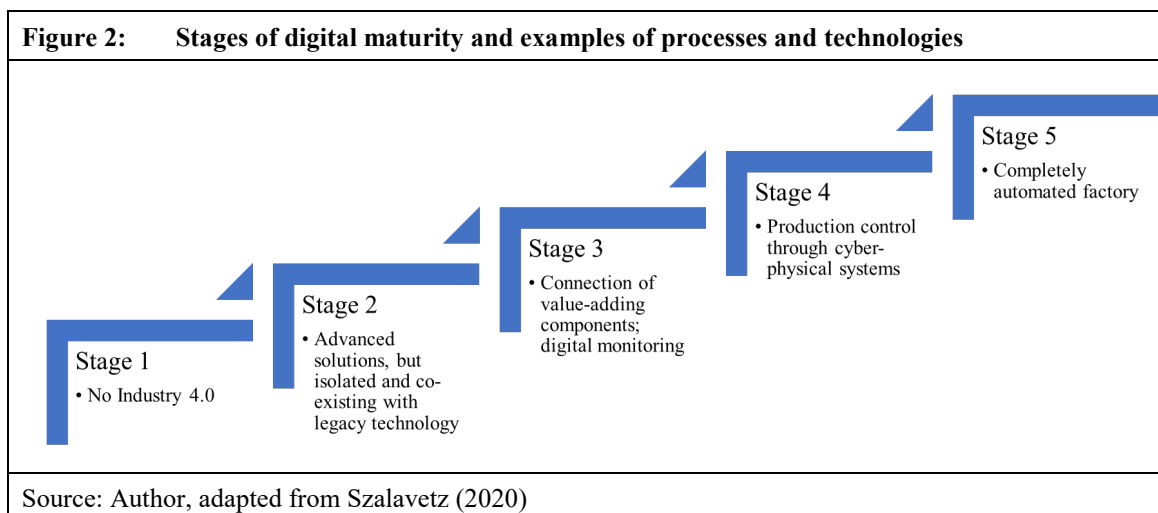 Figure 2: Stages of digital maturity and examples of processes and technologies
Stage 1
• No Industry 4.0
Stage 2
• Advanced
solutions, but
isolated and co-
existing with
legacy technology
Stage 3
• Connection of
value-adding
components;
digital monitoring
Stage 4
• Production control
through cyber-
physical systems
Stage 5
• Completely
automated factory
Source: Author, adapted from Szalavetz (2020)